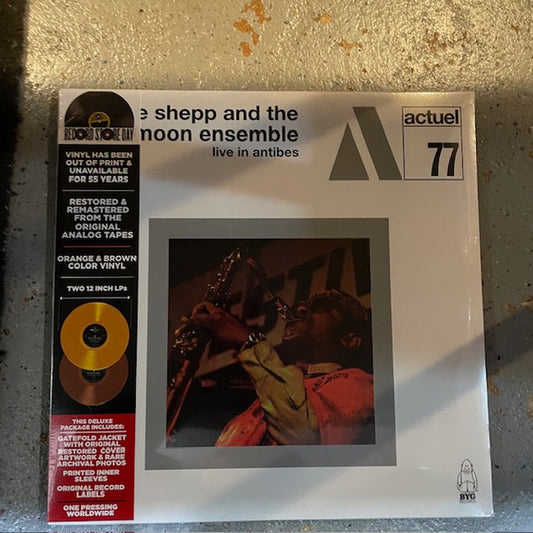 RECORD STORE DAY
VINYL HAS BEEN
OUT OF PRINT &
UNAVAILABLE
FOR 55 YEARS
RESTORED &
REMASTERED
FROM THE
ORIGINAL
ANALOG TAPES
ORANGE & BROWN
COLOR VINYL
TWO 12 INCH LPs
THIS DELUXE
PACKAGE INCLUDES:
GATEFOLD JACKET
WITH ORIGINAL
RESTORED COVER
ARTWORK & RARE
ARCHIVAL PHOTOS
PRINTED INNER
SLEEVES
ORIGINAL RECORD
LABELS
ONE PRESSING
WORLDWIDE
e shepp and the
moon ensemble
live in antibes
actuel
77
BYG